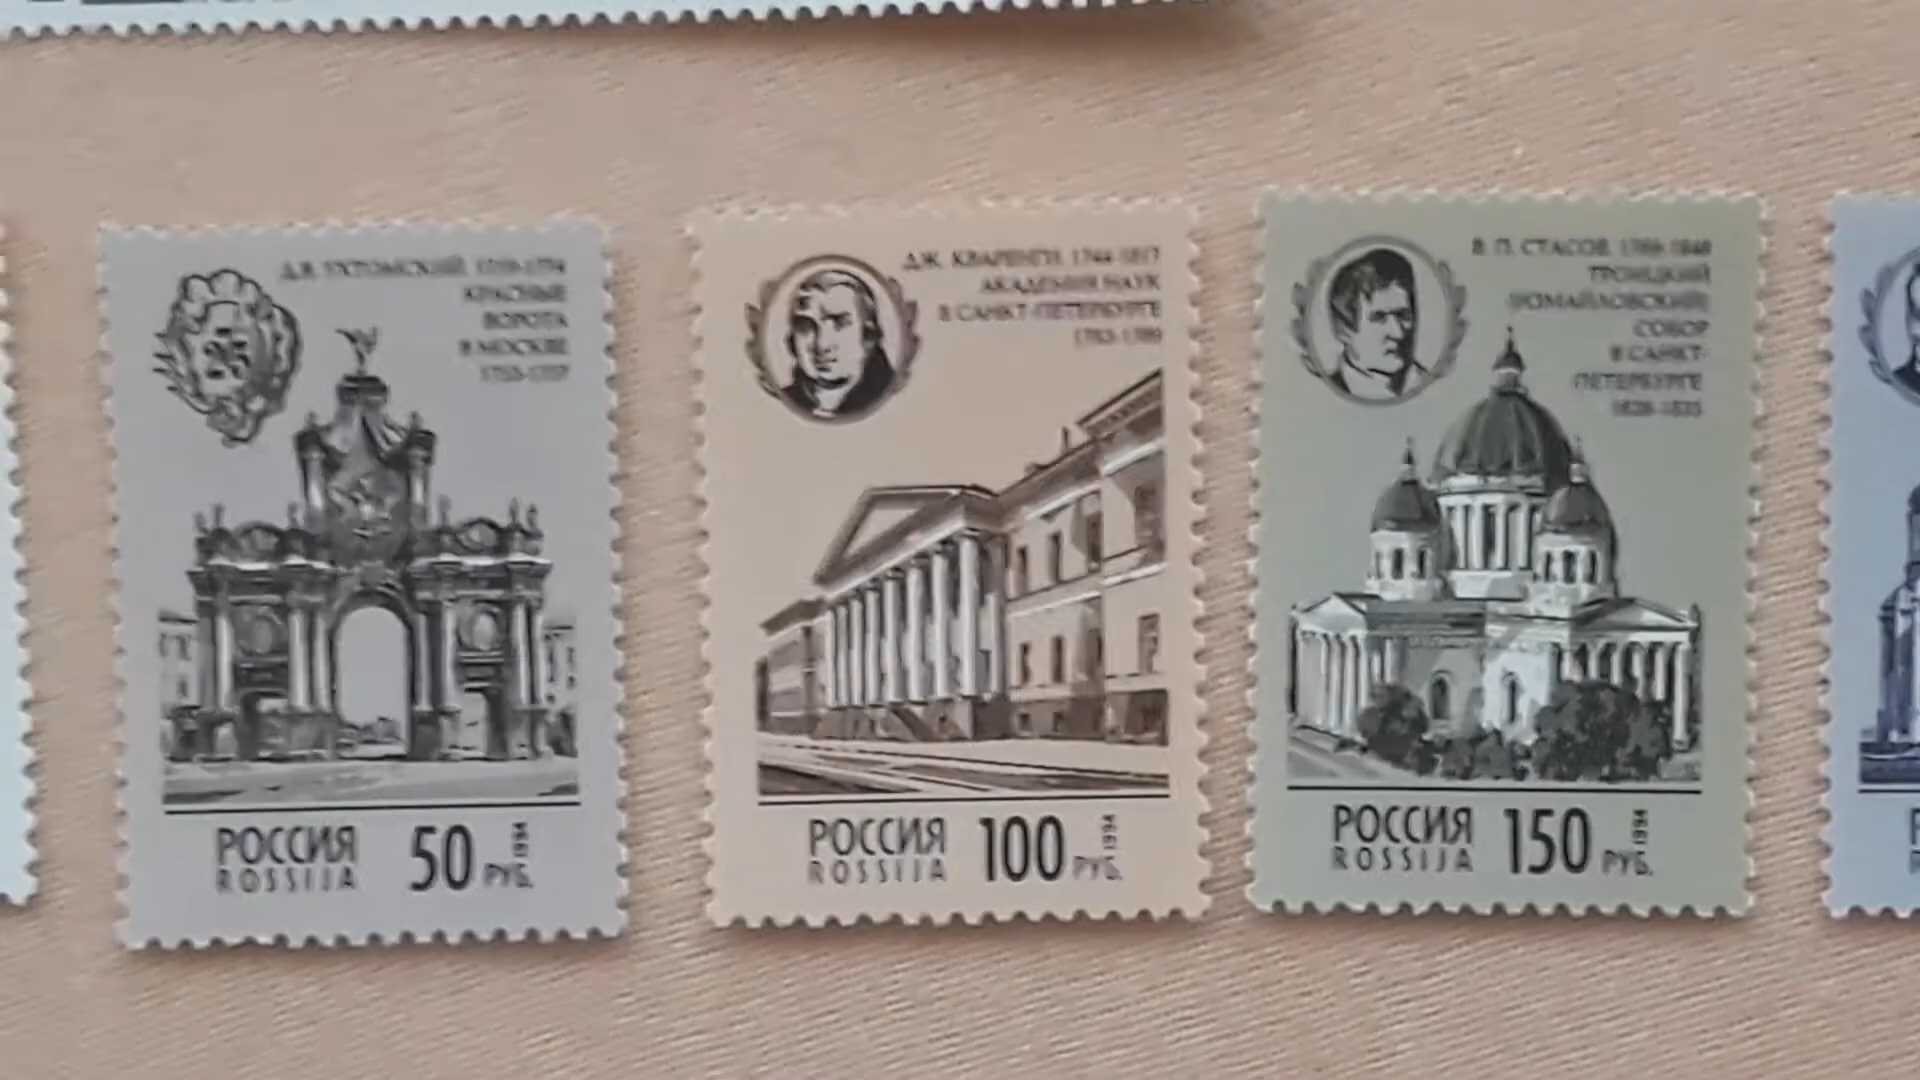 Д.В. УХТОМСКИЙ 1719-1774
КРАСНЫЕ
ВОРОТА
В МОСКВЕ
1753-1757
РОССИЯ 50 РУБ. 1994
ROSSIJA
ДЖ. КВАРЕНГИ. 1744-1817
АКАДЕМИЯ НАУК
В САНКТ-ПЕТЕРБУРГЕ
1783-1789
РОССИЯ 100 РУБ. 1994
ROSSIJA
В. П. СТАСОВ. 1769-1848
ТРОИЦКИЙ
(ИЗМАЙЛОВСКИЙ)
СОБОР
В САНКТ-
ПЕТЕРБУРГЕ
1828-1835
РОССИЯ 150 РУБ. 1994
ROSSIJA